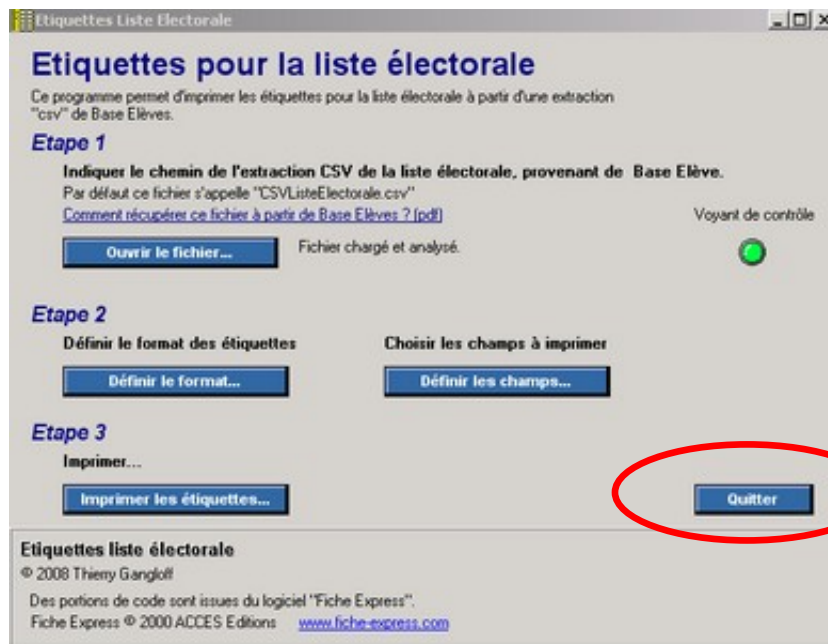 Etiquettes Liste Electorale
Etiquettes pour la liste électorale
Ce programme permet d'imprimer les étiquettes pour la liste électorale à partir d'une extraction
"csv" de Base Elèves.
Etape 1
Indiquer le chemin de l'extraction CSV de la liste électorale, provenant de Base Elève.
Par défaut ce fichier s'appelle "CSVListeElectorale.csv"
Comment récupérer ce fichier à partir de Base Elèves ? (pdf)
Voyant de contrôle
Ouvrir le fichier...
Fichier chargé et analysé.
Etape 2
Définir le format des étiquettes
Choisir les champs à imprimer
Définir le format...
Définir les champs...
Etape 3
Imprimer...
Imprimer les étiquettes...
Quitter
Etiquettes liste électorale
© 2008 Thierry Gangloff
Des portions de code sont issues du logiciel "Fiche Express".
Fiche Express © 2000 ACCES Editions www.fiche-express.com